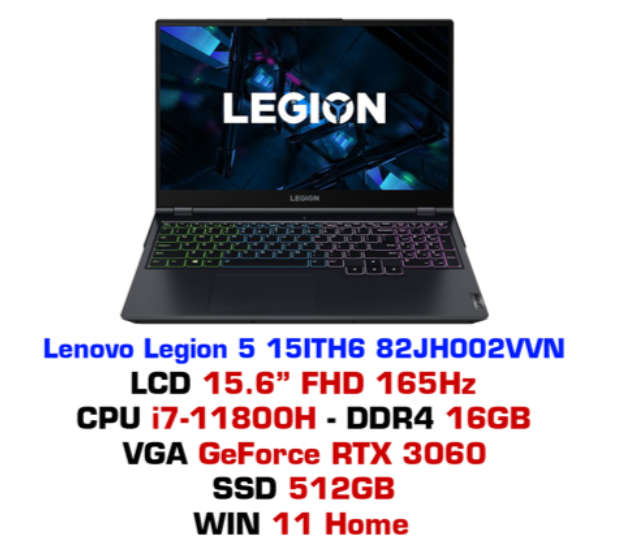 LEGION
LEGION
Lenovo Legion 5 15ITH6 82JH002VVN
LCD 15.6” FHD 165Hz
CPU i7-11800H - DDR4 16GB
VGA GeForce RTX 3060
SSD 512GB
WIN 11 Home